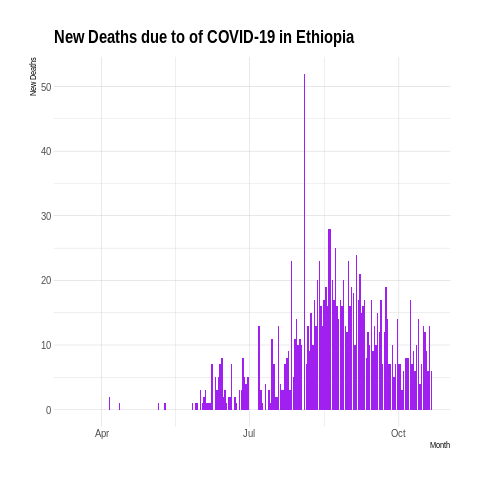 New Deaths due to of COVID-19 in Ethiopia
New Deaths
50
40
30
20
10
0
Apr
Jul
Oct
Month